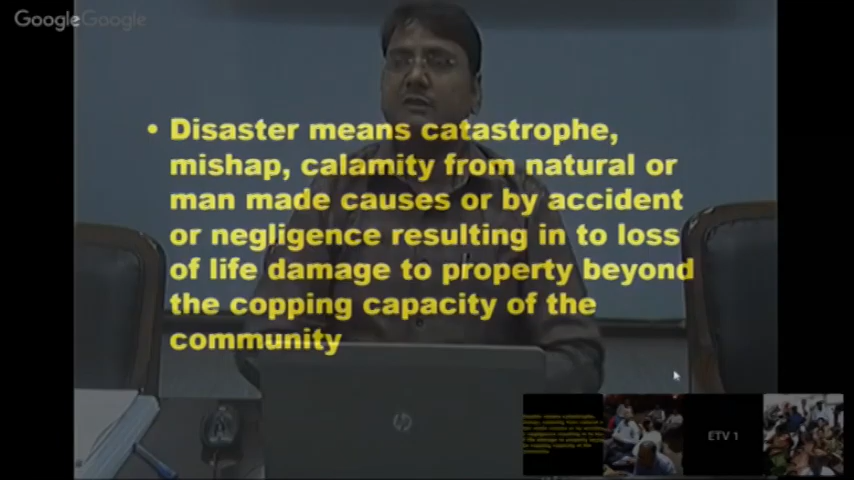 GoogleGoogle
• Disaster means catastrophe,
mishap, calamity from natural or
man made causes or by accident
or negligence resulting in to loss
of life damage to property beyond
the copping capacity of the
community
hp
ETV 1